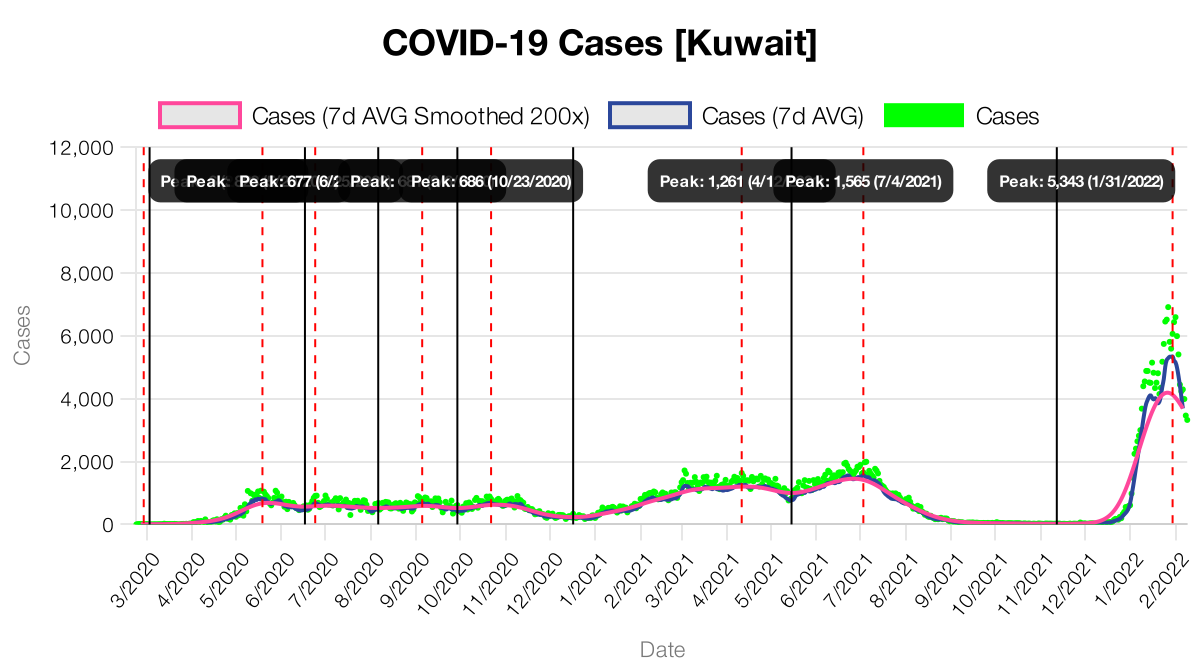 COVID-19 Cases [Kuwait]
Cases (7d AVG Smoothed 200x)
Cases (7d AVG)
Cases
12,000
10,000
8,000
6,000
4,000
2,000
0
Cases
Peak:
Peak: 677
Peak:
Peak: 686 (10/23/2020)
Peak: 1,261
Peak: 1,565 (7/4/2021)
Peak: 5,343 (1/31/2022)
3/2020
4/2020
5/2020
6/2020
7/2020
8/2020
9/2020
10/2020
11/2020
12/2020
1/2021
2/2021
3/2021
4/2021
5/2021
6/2021
7/2021
8/2021
9/2021
10/2021
11/2021
12/2021
1/2022
2/2022
Date